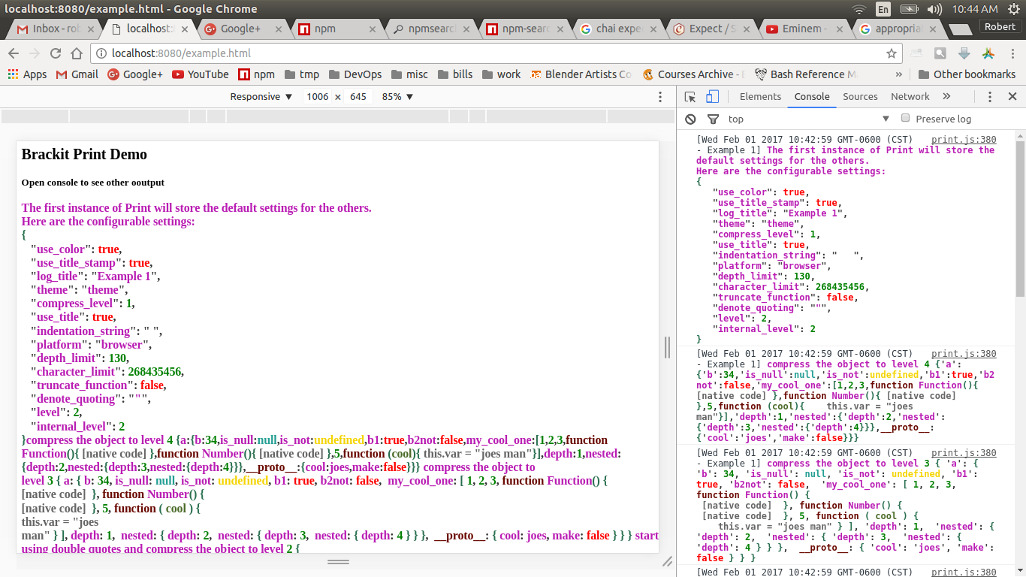 localhost:8080/example.html - Google Chrome
En
10:44 AM
Inbox - rob
localhost:
Google+
npm
npmsearc
npm-sear
chai expe
Expect / S
Eminem -
appropria
Robert
localhost:8080/example.html
Apps
Gmail
Google+
YouTube
npm
tmp
DevOps
misc
bills
work
Blender Artists Co
Courses Archive -
Bash Reference M
»
Other bookmarks
Responsive ▼ 1006 × 645 85% ▼
Elements Console Sources Network »
top ▼ Preserve log
Brackit Print Demo
Open console to see other ooutput
The first instance of Print will store the default settings for the others.
Here are the configurable settings:
{
"use_color": true,
"use_title_stamp": true,
"log_title": "Example 1",
"theme": "theme",
"compress_level": 1,
"use_title": true,
"indentation_string": " ",
"platform": "browser",
"depth_limit": 130,
"character_limit": 268435456,
"truncate_function": false,
"denote_quoting": """,
"level": 2,
"internal_level": 2
}compress the object to level 4 {a:{b:34,is_null:null,is_not:undefined,b1:true,b2not:false,my_cool_one:[1,2,3,function
Function(){ [native code] },function Number(){ [native code] },5,function (cool){ this.var = "joes man"}],depth:1,nested:
{depth:2,nested:{depth:3,nested:{depth:4}}},__proto__:{cool:joes,make:false}}} compress the object to
level 3 { a: { b: 34, is_null: null, is_not: undefined, b1: true, b2not: false, my_cool_one: [ 1, 2, 3, function Function() {
[native code] }, function Number() {
[native code] }, 5, function ( cool ) {
this.var = "joes
man" } ], depth: 1, nested: { depth: 2, nested: { depth: 3, nested: { depth: 4 } } }, __proto__: { cool: joes, make: false } } } start
using double quotes and compress the object to level 2 {
[Wed Feb 01 2017 10:42:59 GMT-0600 (CST) print.js:380
- Example 1] The first instance of Print will store the
default settings for the others.
Here are the configurable settings:
{
"use_color": true,
"use_title_stamp": true,
"log_title": "Example 1",
"theme": "theme",
"compress_level": 1,
"use_title": true,
"indentation_string": "   ",
"platform": "browser",
"depth_limit": 130,
"character_limit": 268435456,
"truncate_function": false,
"denote_quoting": """,
"level": 2,
"internal_level": 2
}
[Wed Feb 01 2017 10:42:59 GMT-0600 (CST) print.js:380
- Example 1] compress the object to level 4 {'a':
{'b':34,'is_null':null,'is_not':undefined,'b1':true,'b2
not':false,'my_cool_one':[1,2,3,function Function(){
[native code] },function Number(){ [native code]
},5,function (cool){    this.var = "joes
man"}],'depth':1,'nested':{'depth':2,'nested':
{'depth':3,'nested':{'depth':4}}},__proto__:
{'cool':'joes','make':false}}}
[Wed Feb 01 2017 10:42:59 GMT-0600 (CST) print.js:380
- Example 1] compress the object to level 3 { 'a': {
'b': 34, 'is_null': null, 'is_not': undefined, 'b1':
true, 'b2not': false,  'my_cool_one': [ 1, 2, 3,
function Function() {
[native code]  }, function Number() {
[native code]  }, 5, function ( cool ) {
this.var = "joes man" } ], 'depth': 1,  'nested': {
'depth': 2,  'nested': { 'depth': 3,  'nested': {
'depth': 4 } } },  __proto__: { 'cool': 'joes', 'make':
false } } }
[Wed Feb 01 2017 10:42:59 GMT-0600 (CST) print.js:380